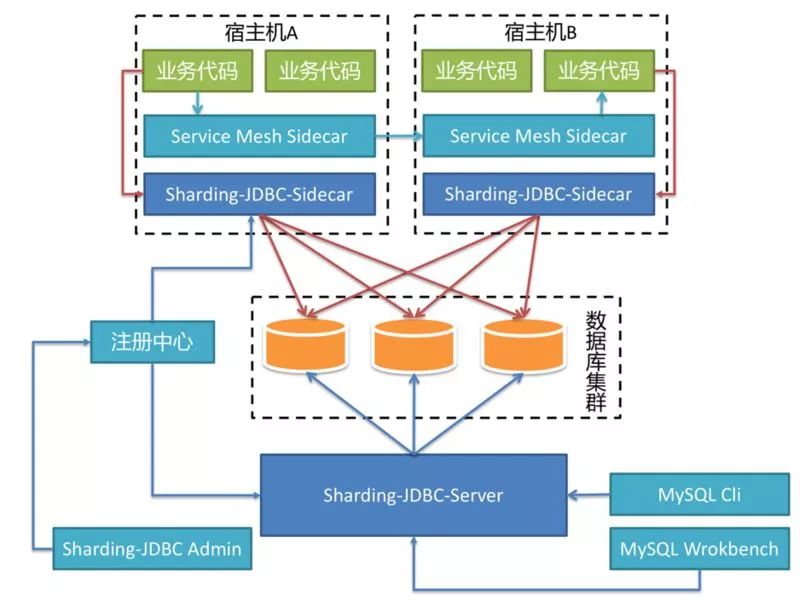 宿主机A
宿主机B
业务代码
业务代码
业务代码
业务代码
Service Mesh Sidecar
Service Mesh Sidecar
Sharding-JDBC-Sidecar
Sharding-JDBC-Sidecar
注册中心
数据库集群
Sharding-JDBC-Server
MySQL Cli
Sharding-JDBC Admin
MySQL Wrokbench